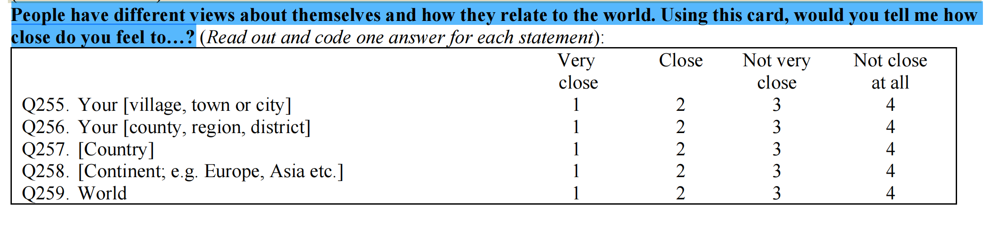 People have different views about themselves and how they relate to the world. Using this card, would you tell me how
close do you feel to…? (Read out and code one answer for each statement):
Very close Close Not very close Not close at all
Q255. Your [village, town or city] 1 2 3 4
Q256. Your [county, region, district] 1 2 3 4
Q257. [Country] 1 2 3 4
Q258. [Continent; e.g. Europe, Asia etc.] 1 2 3 4
Q259. World 1 2 3 4